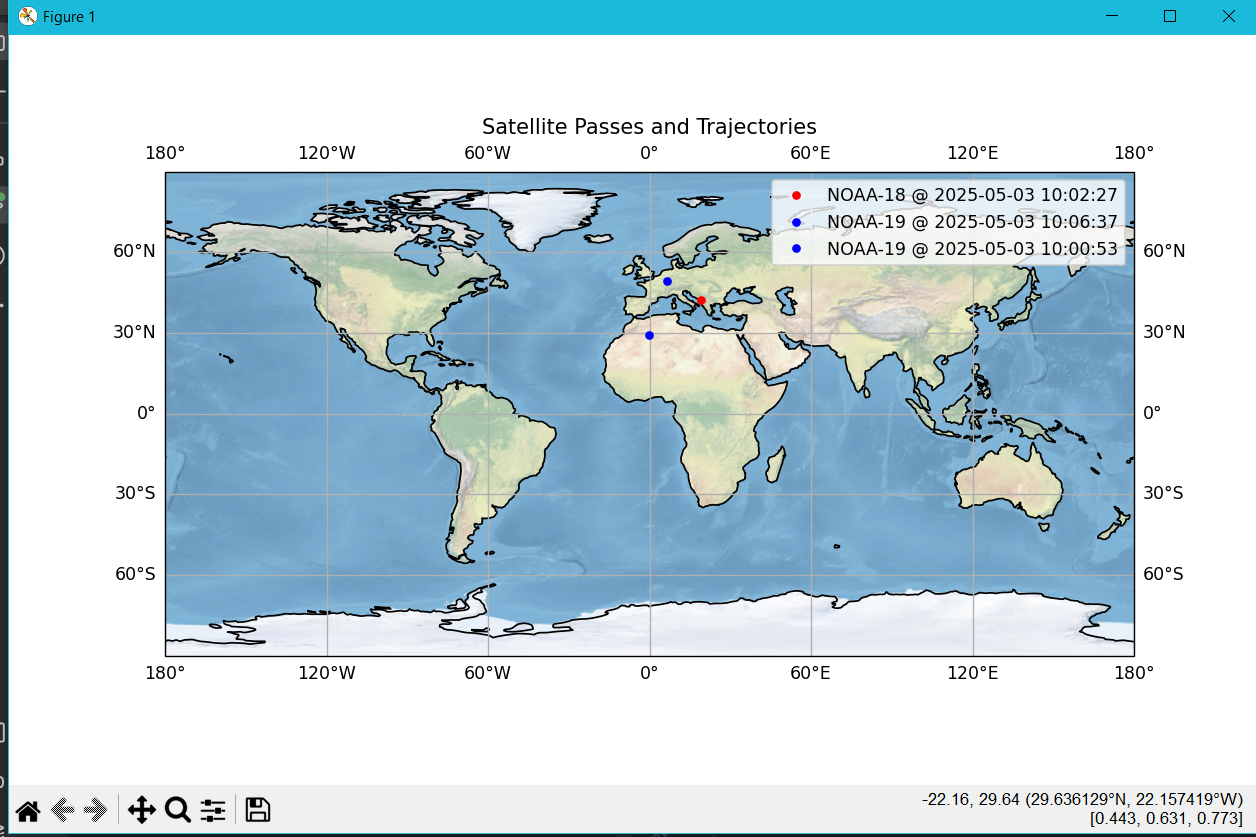 Figure 1
Satellite Passes and Trajectories
180° 120°W 60°W 0° 60°E 120°E 180°
NOAA-18 @ 2025-05-03 10:02:27
NOAA-19 @ 2025-05-03 10:06:37
NOAA-19 @ 2025-05-03 10:00:53
60°N 60°N
30°N 30°N
0° 0°
30°S 30°S
60°S 60°S
180° 120°W 60°W 0° 60°E 120°E 180°
-22.16, 29.64 (29.636129°N, 22.157419°W)
[0.443, 0.631, 0.773]